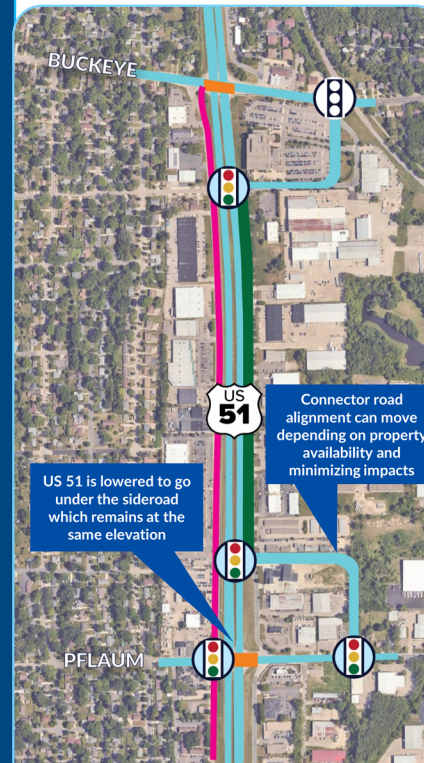 BUCKEYE
US
51
Connector road
alignment can move
depending on property
availability and
minimizing impacts
US 51 is lowered to go
under the sideroad
which remains at the
same elevation
PFLAUM